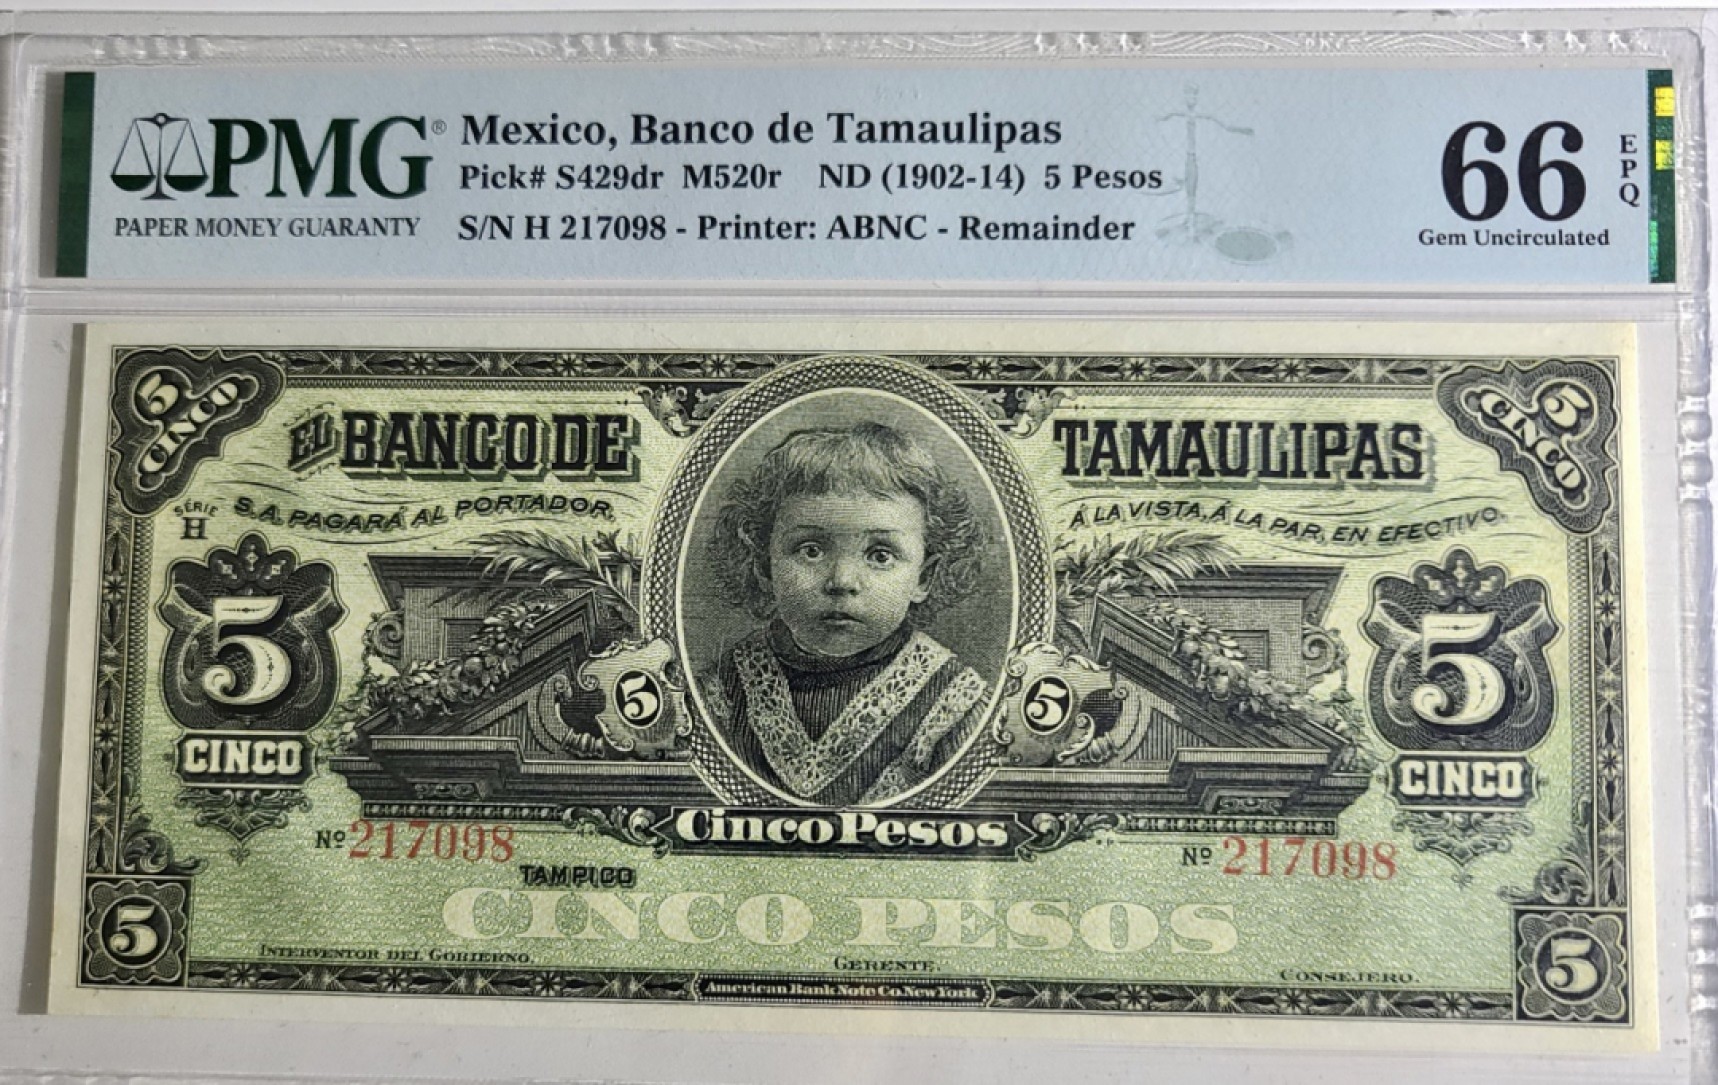 PMG®
PAPER MONEY GUARANTY
Mexico, Banco de Tamaulipas
Pick# S429dr M520r ND (1902-14) 5 Pesos
S/N H 217098 - Printer: ABNC - Remainder
66 EPQ
Gem Uncirculated
5 CINCO
5 CINCO
EL BANCO DE TAMAULIPAS
SERIE H
S.A. PAGARÁ AL PORTADOR, Á LA VISTA, Á LA PAR, EN EFECTIVO.
5
5
5
5
CINCO
CINCO
Cinco Pesos
Nº 217098
Nº 217098
TAMPICO
CINCO PESOS
5
5
INTERVENTOR DEL GOBIERNO.
GERENTE.
CONSEJERO.
American Bank Note Co. New York